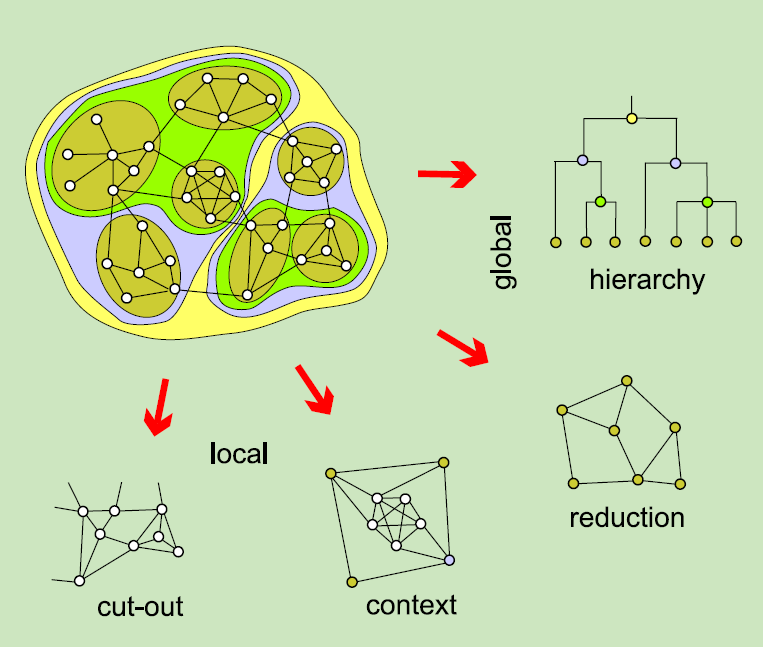 global
hierarchy
reduction
local
cut-out
context